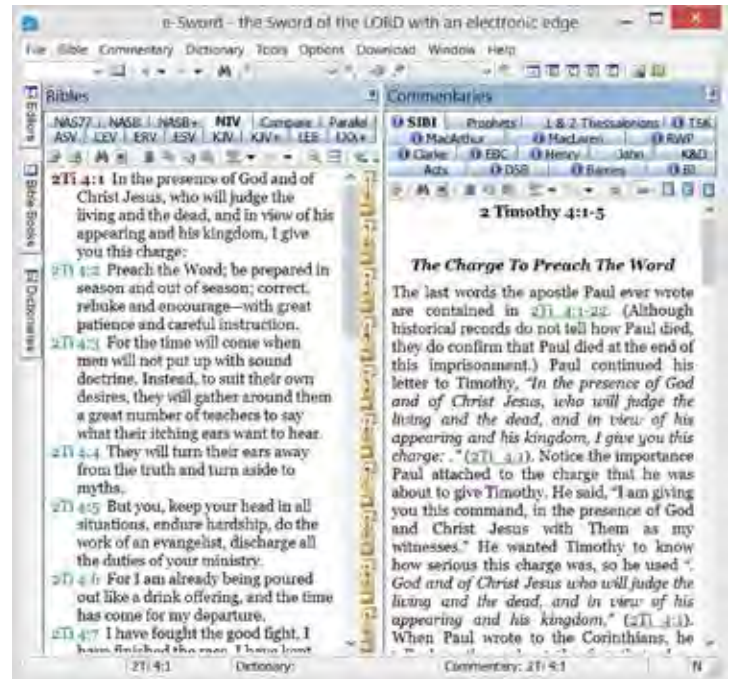 e-Sword - the Sword of the LORD with an electronic edge
File Bible Commentary Dictionary Tools Options Download Window Help
Editors
Bible Books
Dictionaries
Bibles
NAS77 NASB NASB+ NIV Compare Parallel
ASV CEV ERV ESV KJV KJV+ LEB LXX+
2Ti 4:1 In the presence of God and of
Christ Jesus, who will judge the
living and the dead, and in view of his
appearing and his kingdom, I give
you this charge:
2Ti 4:2 Preach the Word; be prepared in
season and out of season; correct,
rebuke and encourage—with great
patience and careful instruction.
2Ti 4:3 For the time will come when
men will not put up with sound
doctrine. Instead, to suit their own
desires, they will gather around them
a great number of teachers to say
what their itching ears want to hear.
2Ti 4:4 They will turn their ears away
from the truth and turn aside to
myths.
2Ti 4:5 But you, keep your head in all
situations, endure hardship, do the
work of an evangelist, discharge all
the duties of your ministry.
2Ti 4:6 For I am already being poured
out like a drink offering, and the time
has come for my departure.
2Ti 4:7 I have fought the good fight, I
have finished the race, I have kept
Commentaries
SIBI Prophets 1 & 2 Thessalonians TSK
MacArthur MacLaren RWP
Clarke EBC Henry John K&D
Acts DSB Barnes BI
2 Timothy 4:1-5
The Charge To Preach The Word
The last words the apostle Paul ever wrote
are contained in 2Ti 4:1-22. (Although
historical records do not tell how Paul died,
they do confirm that Paul died at the end of
this imprisonment.) Paul continued his
letter to Timothy, "In the presence of God
and of Christ Jesus, who will judge the
living and the dead, and in view of his
appearing and his kingdom, I give you this
charge: ." (2Ti 4:1). Notice the importance
Paul attached to the charge that he was
about to give Timothy. He said, "I am giving
you this command, in the presence of God
and Christ Jesus with Them as my
witnesses." He wanted Timothy to know
how serious this charge was, so he used ".
God and of Christ Jesus who will judge the
living and the dead, and in view of his
appearing and his kingdom," (2Ti 4:1).
When Paul wrote to the Corinthians, he
2Ti 4:1 Dictionary: Commentary: 2Ti 4:1 N